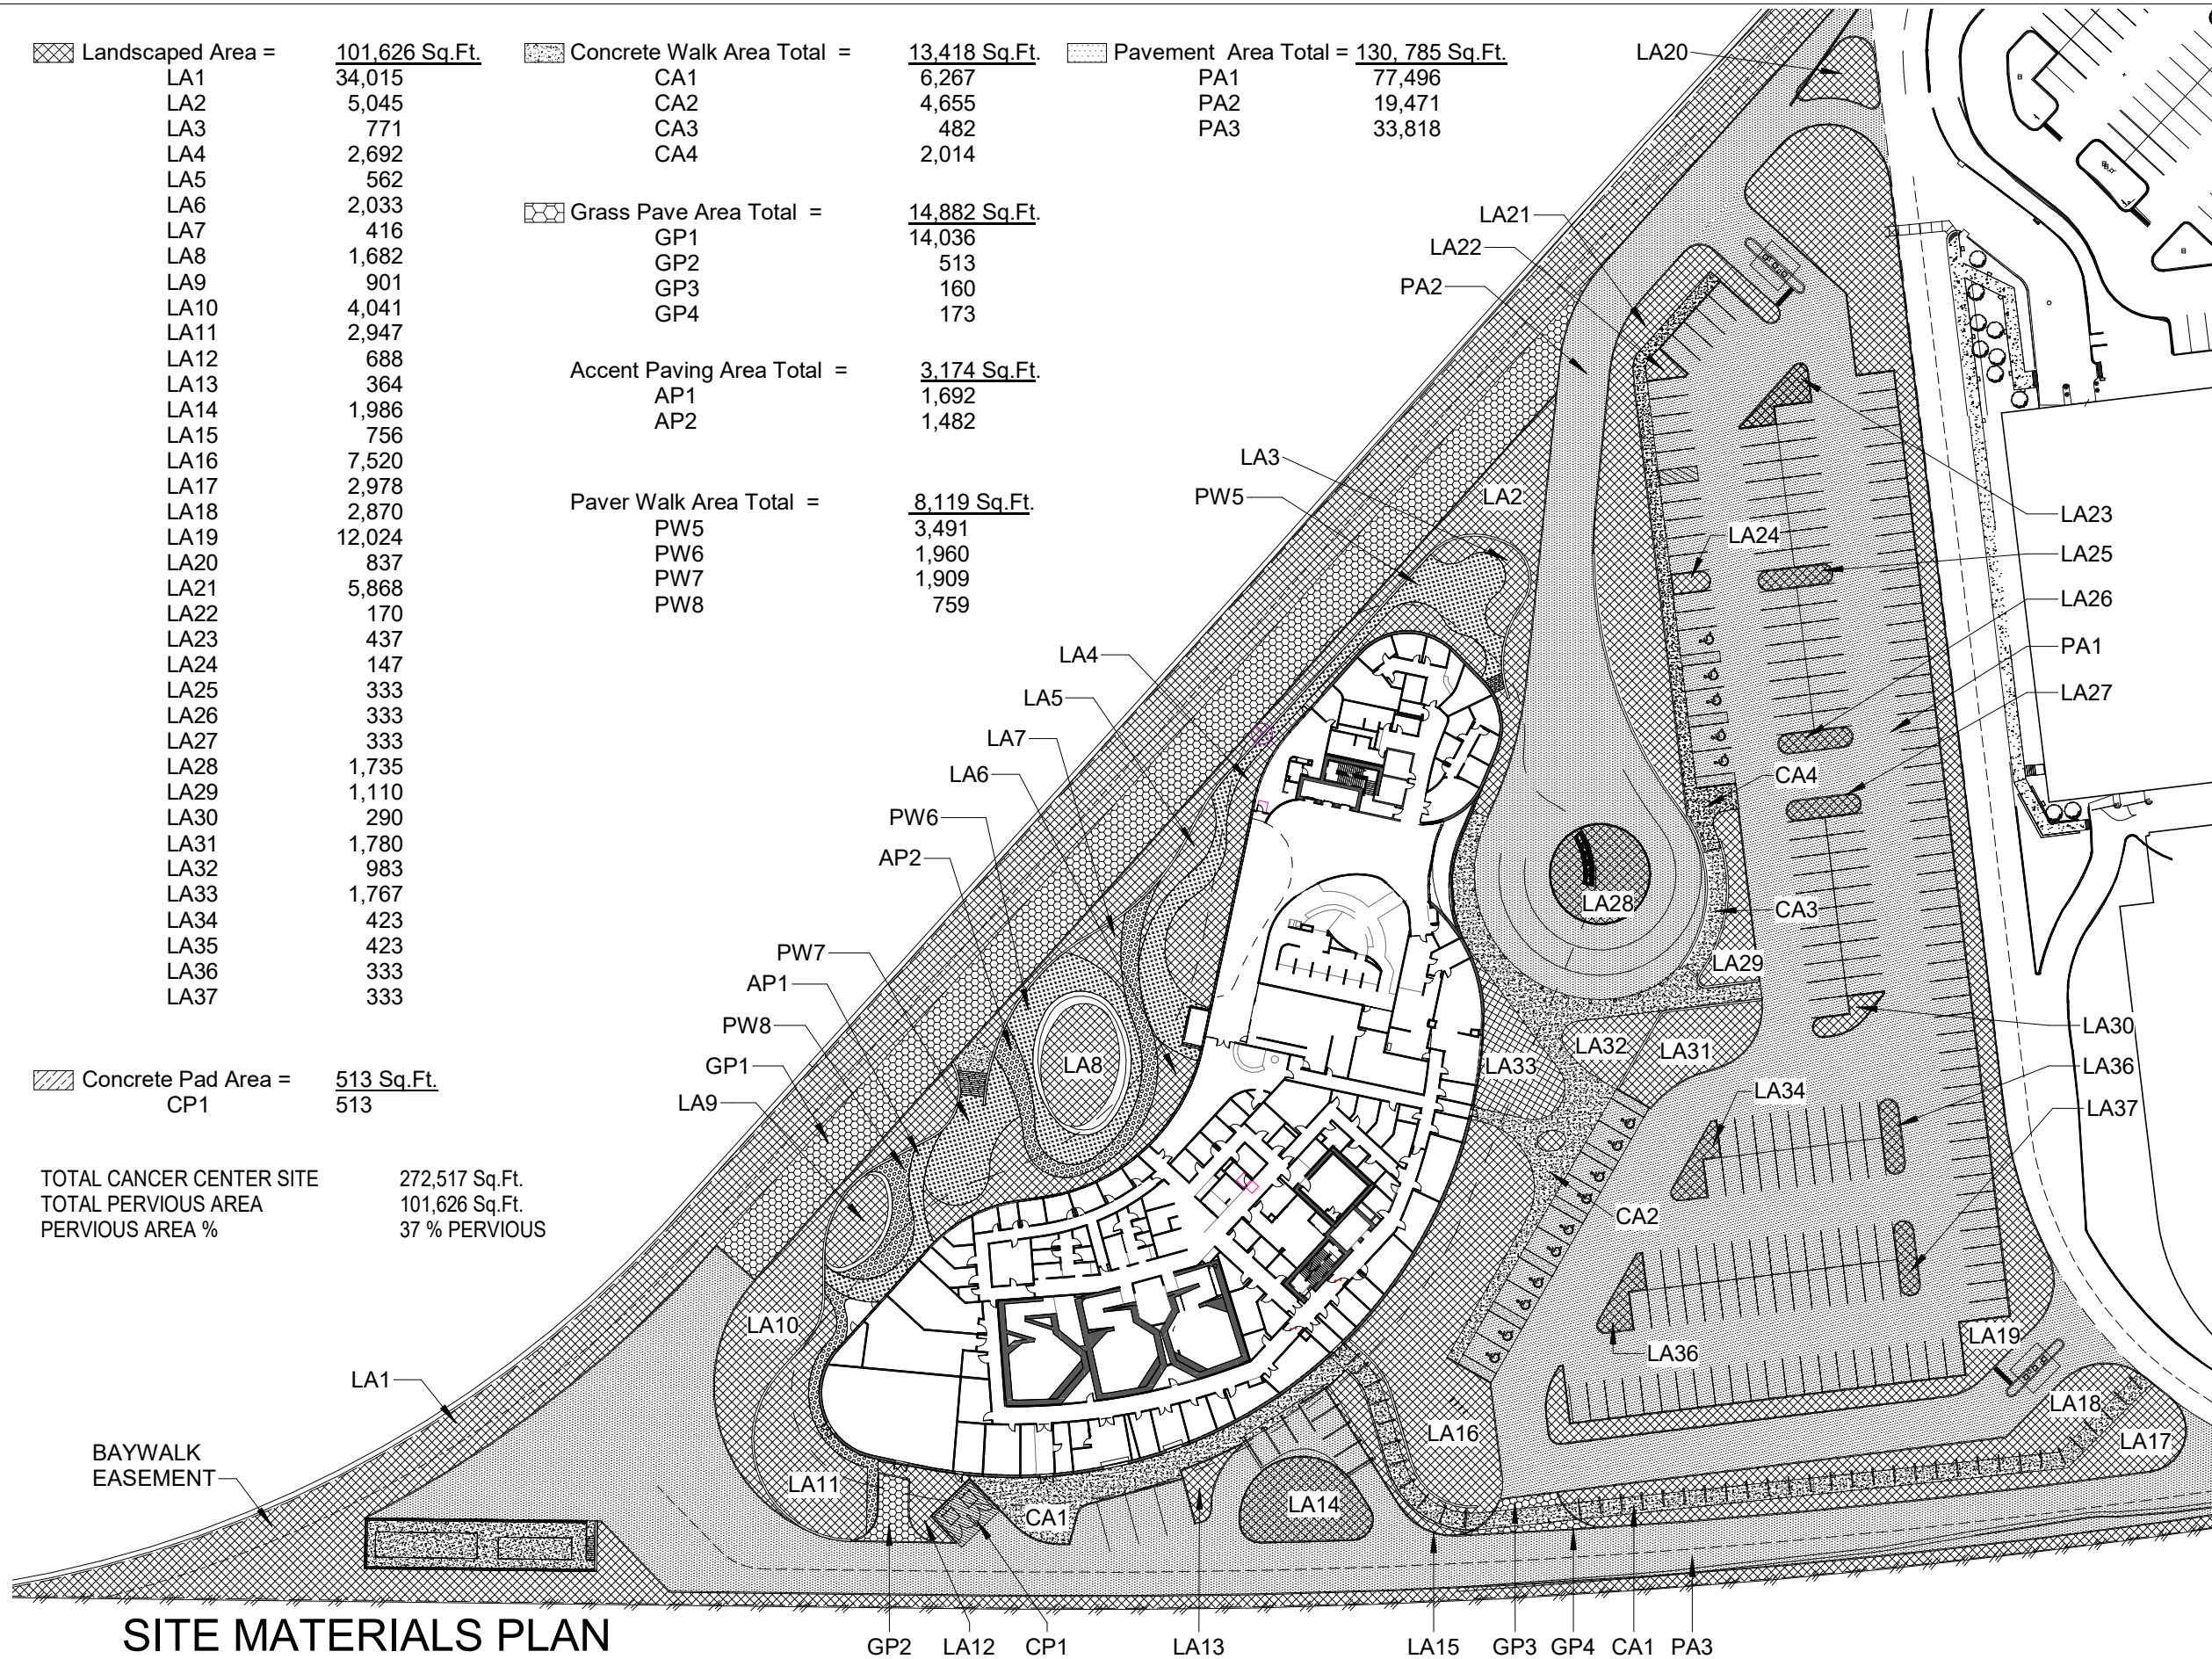 Landscaped Area = 101,626 Sq.Ft.
LA1 34,015
LA2 5,045
LA3 771
LA4 2,692
LA5 562
LA6 2,033
LA7 416
LA8 1,682
LA9 901
LA10 4,041
LA11 2,947
LA12 688
LA13 364
LA14 1,986
LA15 756
LA16 7,520
LA17 2,978
LA18 2,870
LA19 12,024
LA20 837
LA21 5,868
LA22 170
LA23 437
LA24 147
LA25 333
LA26 333
LA27 333
LA28 1,735
LA29 1,110
LA30 290
LA31 1,780
LA32 983
LA33 1,767
LA34 423
LA35 423
LA36 333
LA37 333
Concrete Pad Area = 513 Sq.Ft.
CP1 513
TOTAL CANCER CENTER SITE 272,517 Sq.Ft.
TOTAL PERVIOUS AREA 101,626 Sq.Ft.
PERVIOUS AREA % 37 % PERVIOUS
Concrete Walk Area Total = 13,418 Sq.Ft.
CA1 6,267
CA2 4,655
CA3 482
CA4 2,014
Grass Pave Area Total = 14,882 Sq.Ft.
GP1 14,036
GP2 513
GP3 160
GP4 173
Accent Paving Area Total = 3,174 Sq.Ft.
AP1 1,692
AP2 1,482
Paver Walk Area Total = 8,119 Sq.Ft.
PW5 3,491
PW6 1,960
PW7 1,909
PW8 759
Pavement Area Total = 130, 785 Sq.Ft.
PA1 77,496
PA2 19,471
PA3 33,818
LA20
LA21
LA22
PA2
LA3
PW5
LA2
LA23
LA24
LA25
LA26
PA1
LA4
LA5
LA27
LA7
LA6
CA4
PW6
AP2
LA28
CA3
PW7
LA29
AP1
PW8
LA30
LA32
LA31
GP1
LA8
LA33
LA36
LA34
LA9
LA37
CA2
LA10
LA19
LA36
LA1
LA18
LA16
LA17
BAYWALK
EASEMENT
LA11
LA14
CA1
SITE MATERIALS PLAN
GP2
LA12
CP1
LA13
LA15
GP3
GP4
CA1
PA3